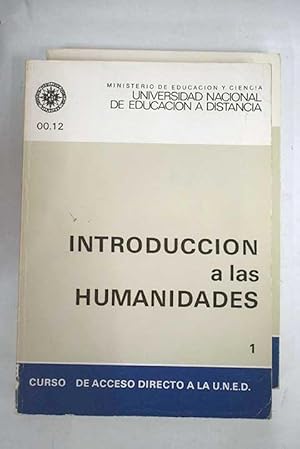 MINISTERIO DE EDUCACION Y CIENCIA
UNIVERSIDAD NACIONAL
DE EDUCACION A DISTANCIA
00.12
INTRODUCCION
a las
HUMANIDADES
1
CURSO DE ACCESO DIRECTO A LA U.N.E.D.